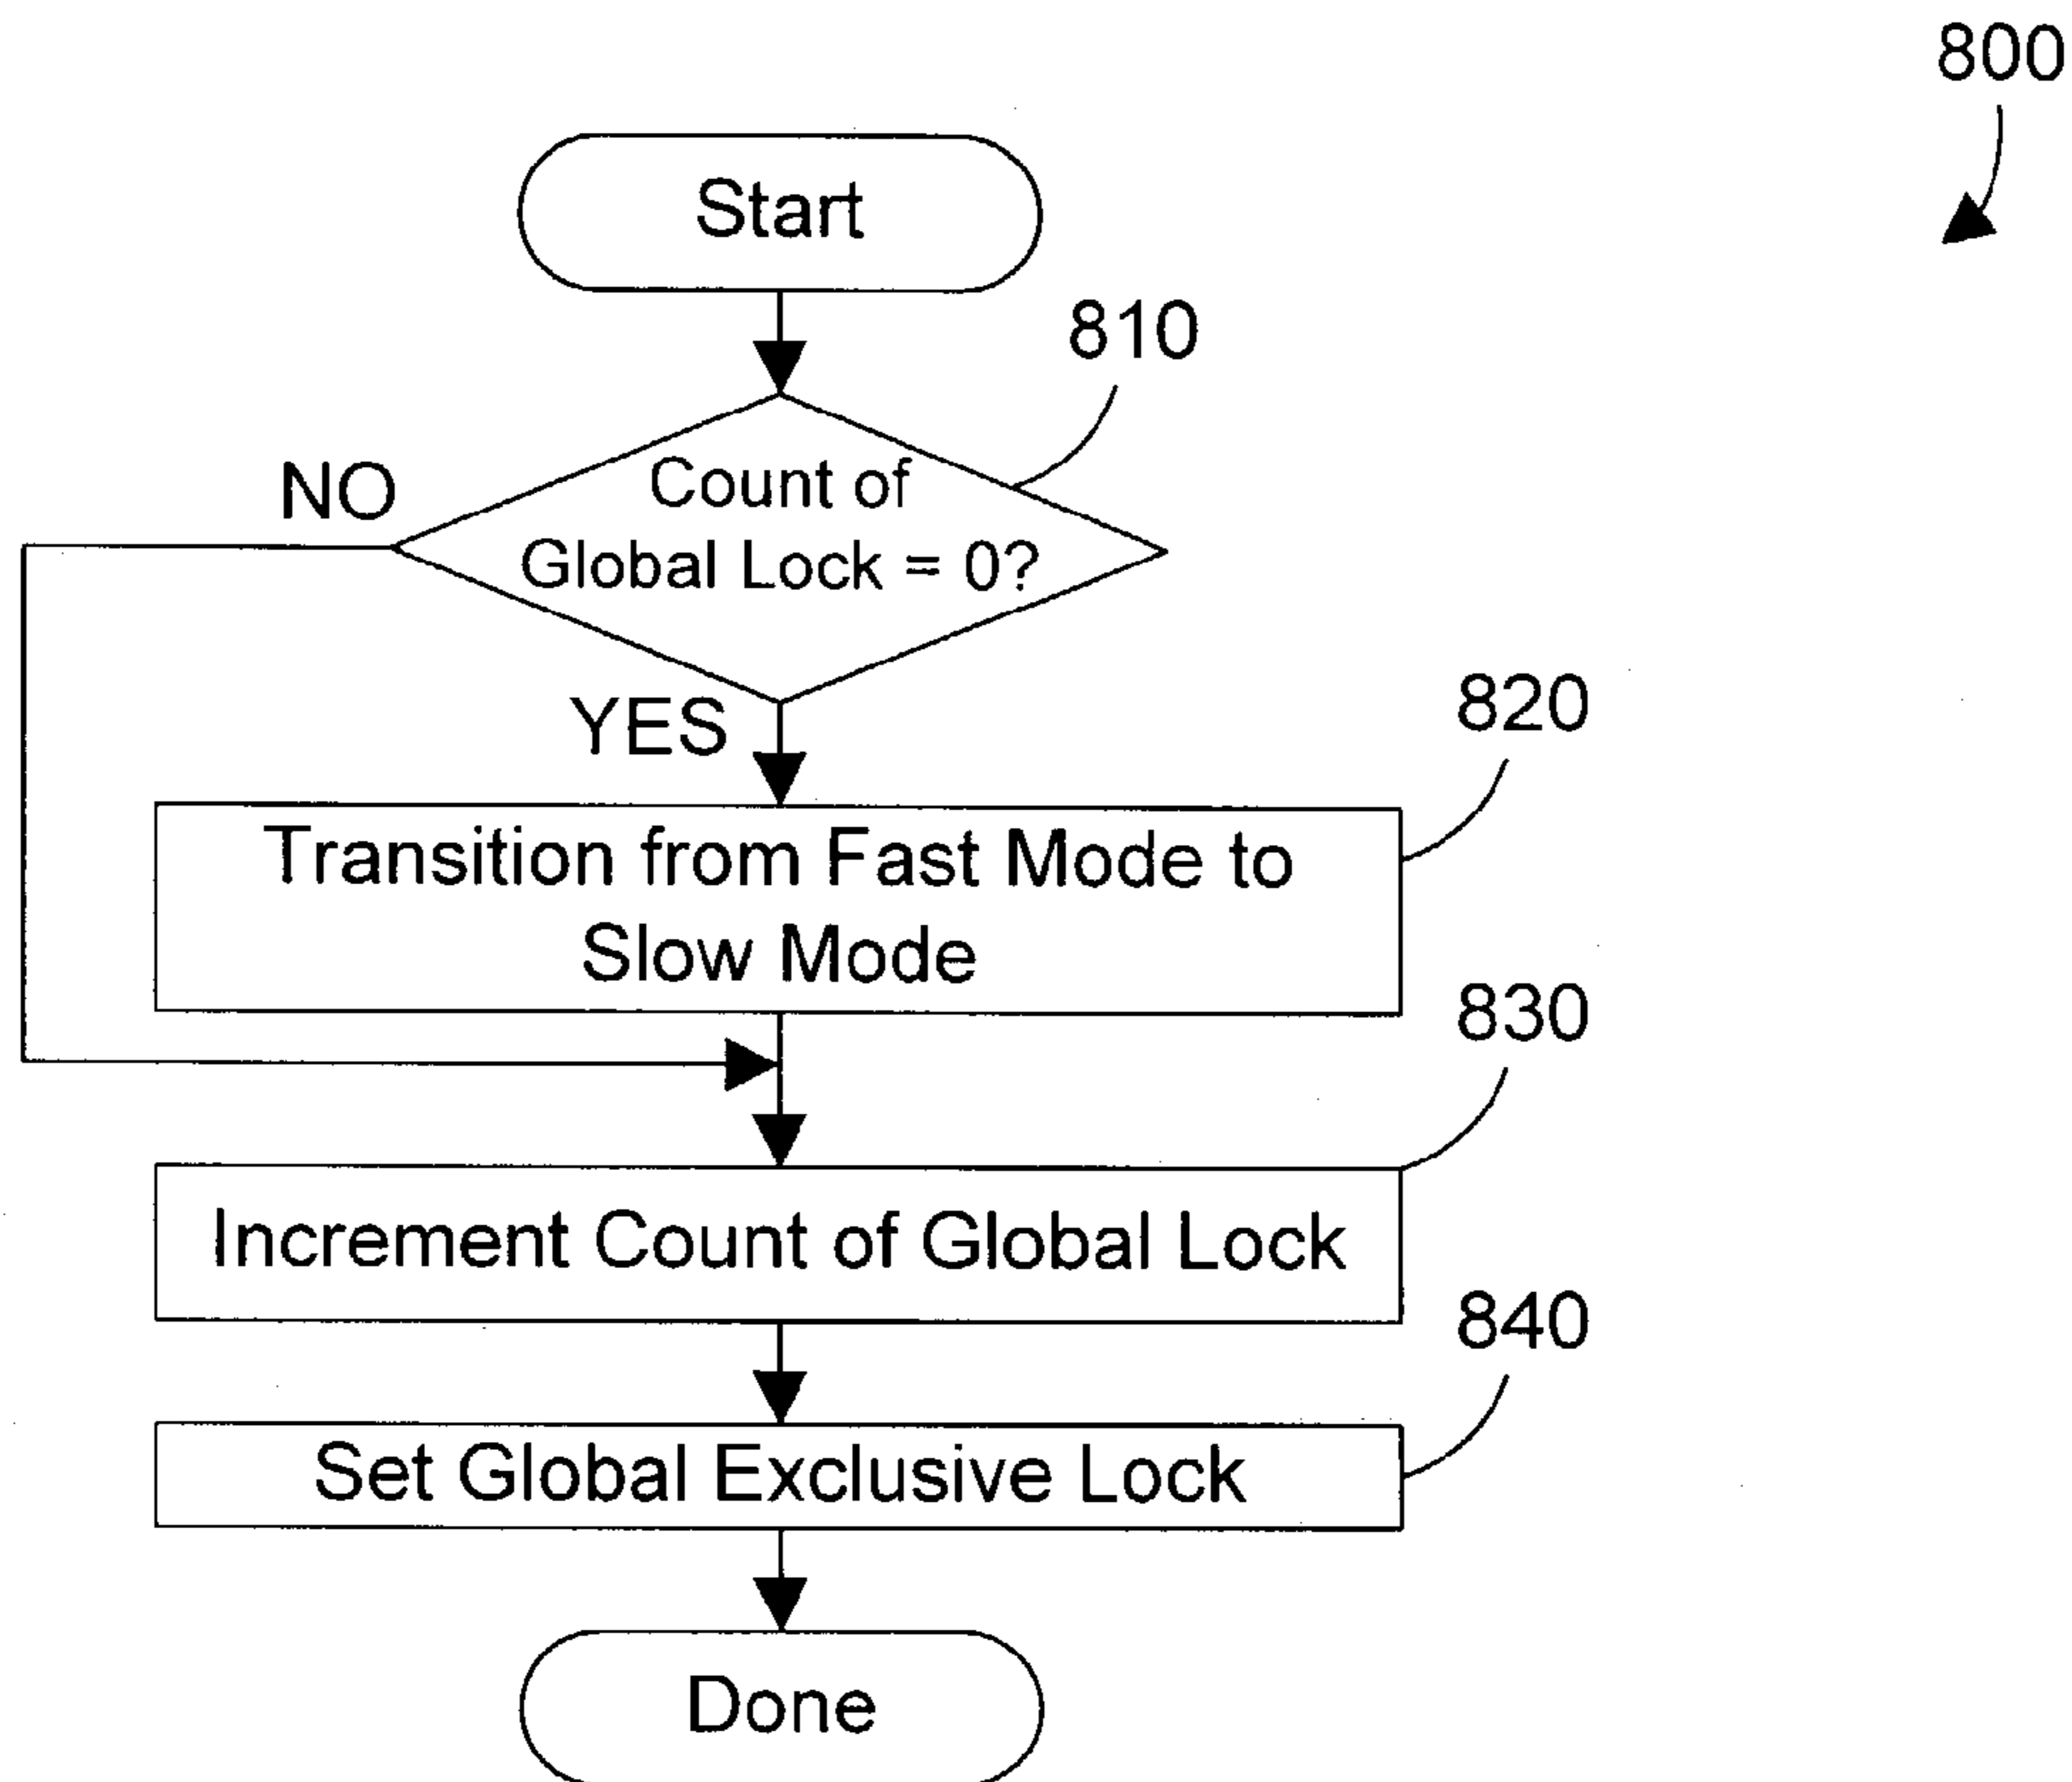 800
Start
810
Count of
Global Lock = 0?
NO
YES
820
Transition from Fast Mode to
Slow Mode
830
Increment Count of Global Lock
840
Set Global Exclusive Lock
Done